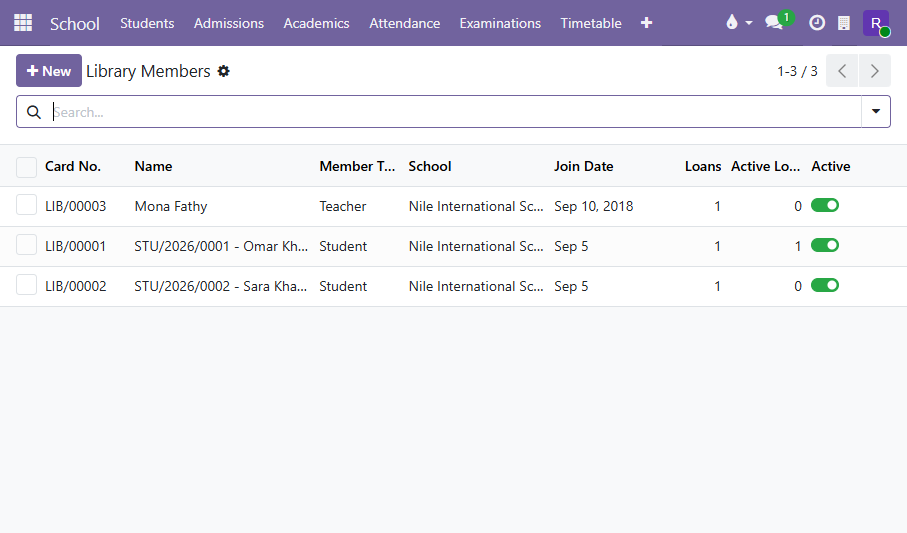 School Students Admissions Academics Attendance Examinations Timetable 1 R
New Library Members 1-3 / 3
Search...
Card No. Name Member T... School Join Date Loans Active Lo... Active
LIB/00003 Mona Fathy Teacher Nile International Sc... Sep 10, 2018 1 0
LIB/00001 STU/2026/0001 - Omar Kh... Student Nile International Sc... Sep 5 1 1
LIB/00002 STU/2026/0002 - Sara Kha... Student Nile International Sc... Sep 5 1 0